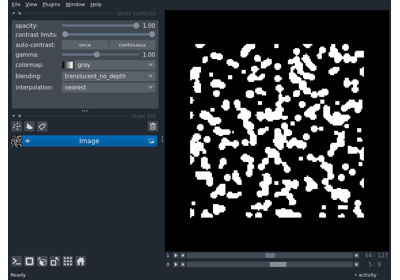 File View Plugins Window Help
layer controls
opacity: 1.00
contrast limits:
auto-contrast: once continuous
gamma: 1.00
colormap: gray
blending: translucent_no_depth
interpolation: nearest
layer list
Image
1 64 127
0 5 9
Ready activity